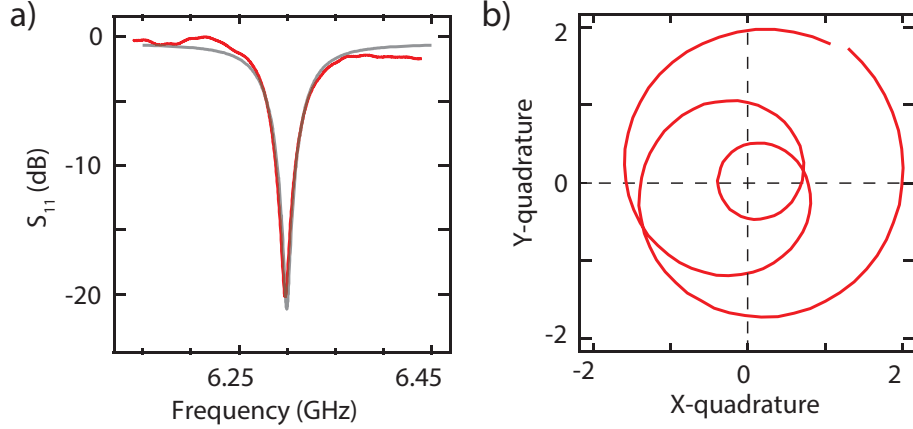 a)
0
-10
-20
S11 (dB)
6.25
6.45
Frequency (GHz)
b)
2
0
-2
Y-quadrature
-2
0
2
X-quadrature